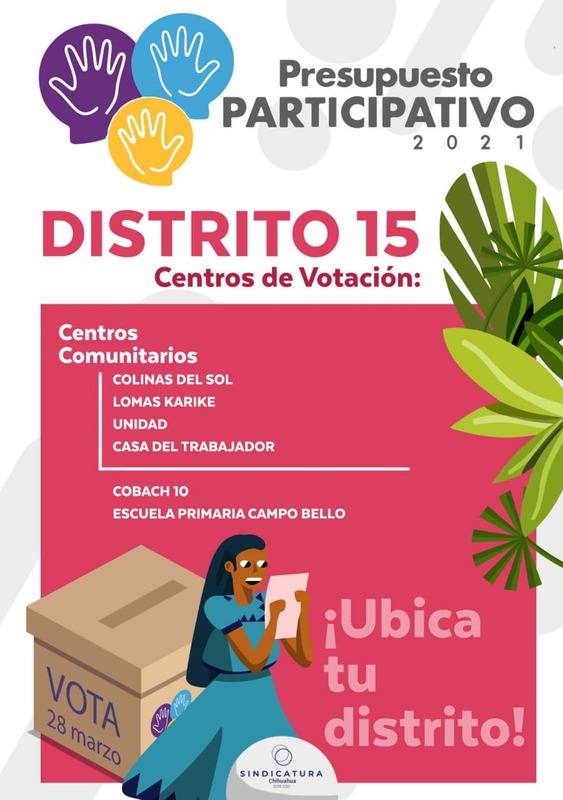 Presupuesto
PARTICIPATIVO
2021
DISTRITO 15
Centros de Votación:
Centros
Comunitarios
COLINAS DEL SOL
LOMAS KARIKE
UNIDAD
CASA DEL TRABAJADOR
COBACH 10
ESCUELA PRIMARIA CAMPO BELLO
¡Ubica
tu
distrito!
VOTA
28 marzo
SINDICATURA
Chihuahua